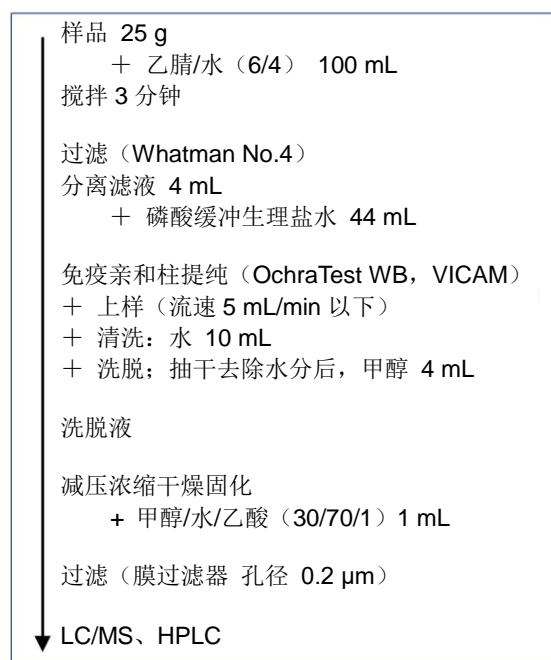 样品 25 g
＋ 乙腈/水（6/4） 100 mL
搅拌 3 分钟
过滤（Whatman No.4）
分离滤液 4 mL
＋ 磷酸缓冲生理盐水 44 mL
免疫亲和柱提纯（OchraTest WB，VICAM）
＋ 上样（流速 5 mL/min 以下）
＋ 清洗：水 10 mL
＋ 洗脱；抽干去除水分后，甲醇 4 mL
洗脱液
减压浓缩干燥固化
+ 甲醇/水/乙酸（30/70/1）1 mL
过滤（膜过滤器 孔径 0.2 μm）
LC/MS、HPLC